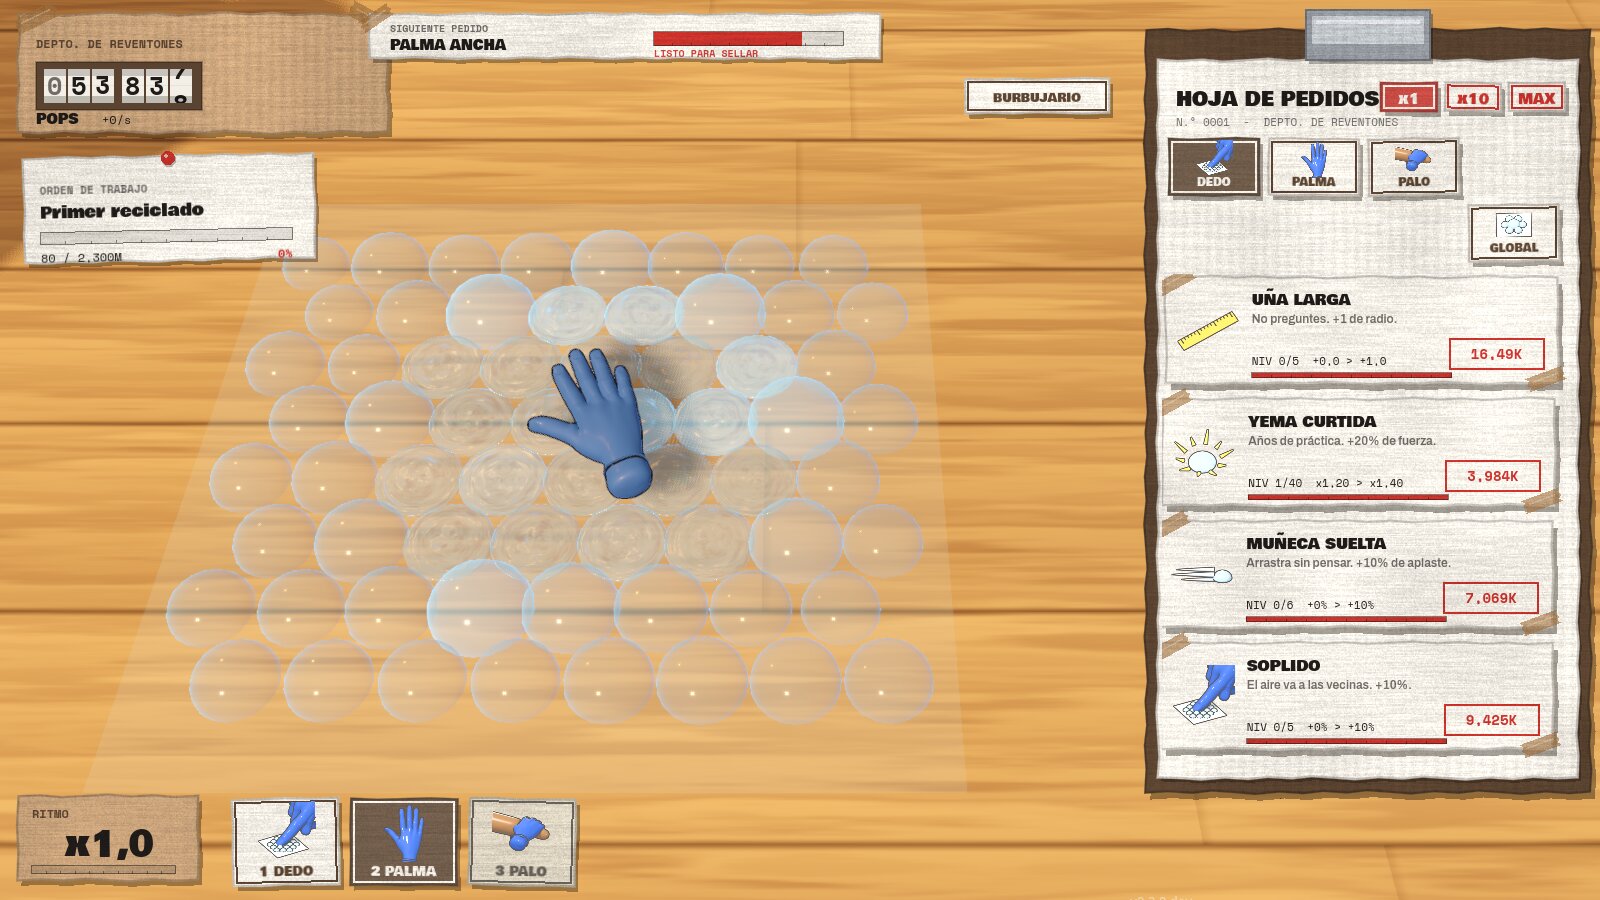 DEPTO. DE REVENTONES
POPS +0/s
SIGUIENTE PEDIDO
PALMA ANCHA
LISTO PARA SELLAR
BURBUJARIO
ORDEN DE TRABAJO
Primer reciclado
0%
80 / 2,300M
HOJA DE PEDIDOS
x1 x10 MAX
N.º 0001 - DEPTO. DE REVENTONES
DEDO PALMA PALO
GLOBAL
UÑA LARGA
No preguntes. +1 de radio.
NIV 0/5 +0,0 > +1,0
16,49K
YEMA CURTIDA
Años de práctica. +20% de fuerza.
NIV 1/40 x1,20 > x1,40
3,984K
MUÑECA SUELTA
Arrastra sin pensar. +10% de aplaste.
NIV 0/6 +0% > +10%
7,069K
SOPLIDO
El aire va a las vecinas. +10%.
NIV 0/5 +0% > +10%
9,425K
RITMO
x1,0
1 DEDO 2 PALMA 3 PALO